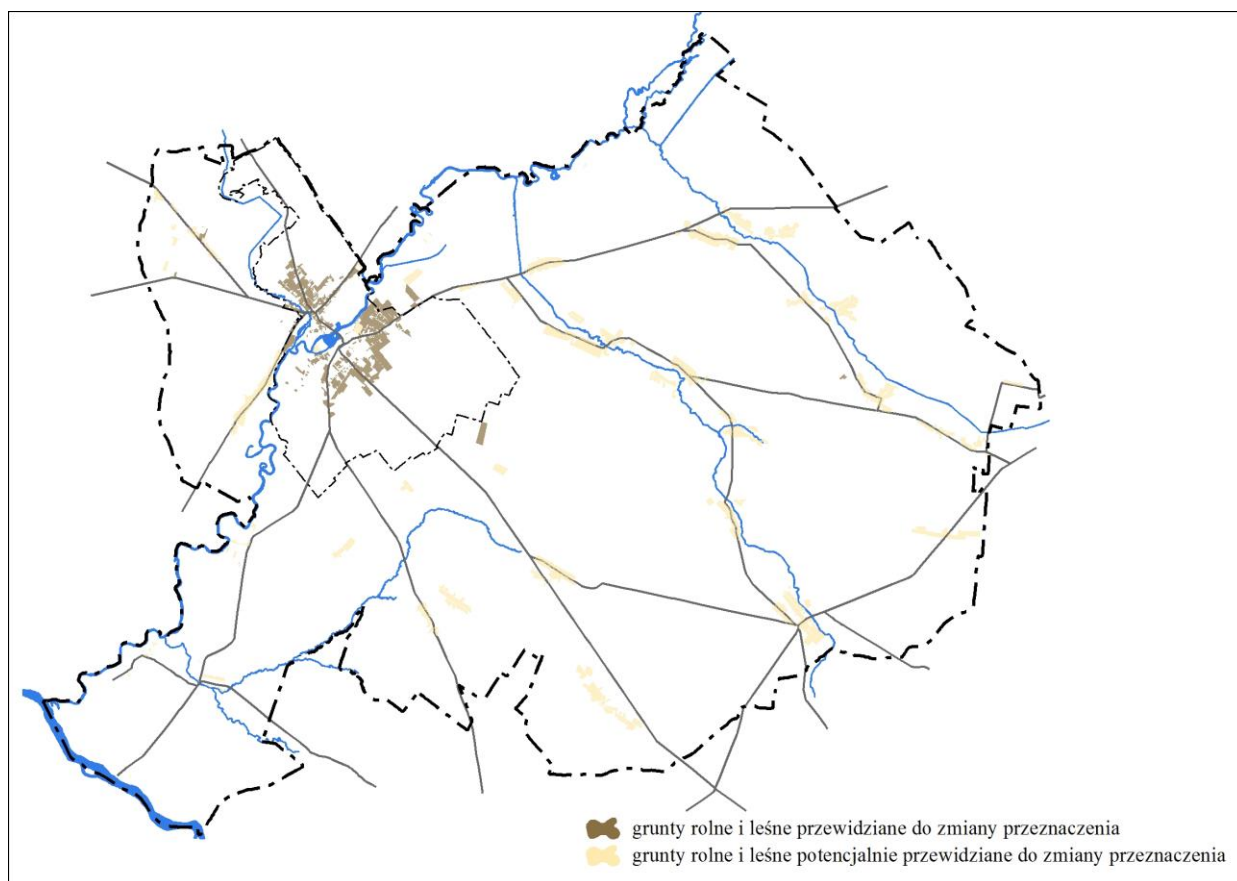 grunty rolne i leśne przewidziane do zmiany przeznaczenia
grunty rolne i leśne potencjalnie przewidziane do zmiany przeznaczenia